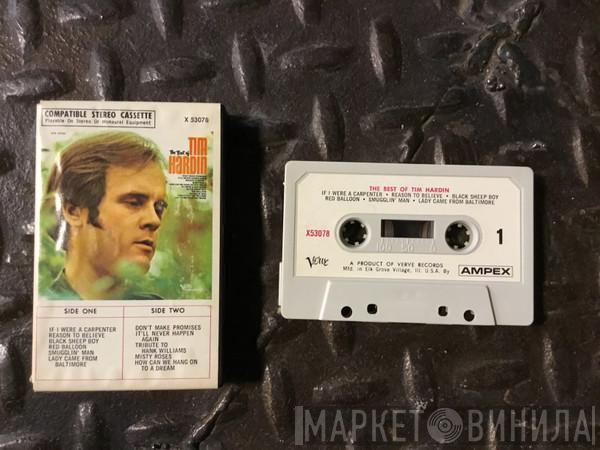 COMPATIBLE STEREO CASSETTE
Playable On Stereo Or Monaural Equipment
X 53078
The Best of
TIM
HARDIN
Verve
SIDE ONE
IF I WERE A CARPENTER
REASON TO BELIEVE
BLACK SHEEP BOY
RED BALLOON
SMUGGLIN' MAN
LADY CAME FROM
BALTIMORE
SIDE TWO
DON'T MAKE PROMISES
IT'LL NEVER HAPPEN
AGAIN
TRIBUTE TO
HANK WILLIAMS
MISTY ROSES
HOW CAN WE HANG ON
TO A DREAM
THE BEST OF TIM HARDIN
IF I WERE A CARPENTER • REASON TO BELIEVE • BLACK SHEEP BOY
RED BALLOON • SMUGGLIN' MAN • LADY CAME FROM BALTIMORE
X53078
1
100 50 0
Verve
A PRODUCT OF VERVE RECORDS
Mfd. in Elk Grove Village, Ill. U.S.A. By
AMPEX
МАРКЕТ ВИНИЛА